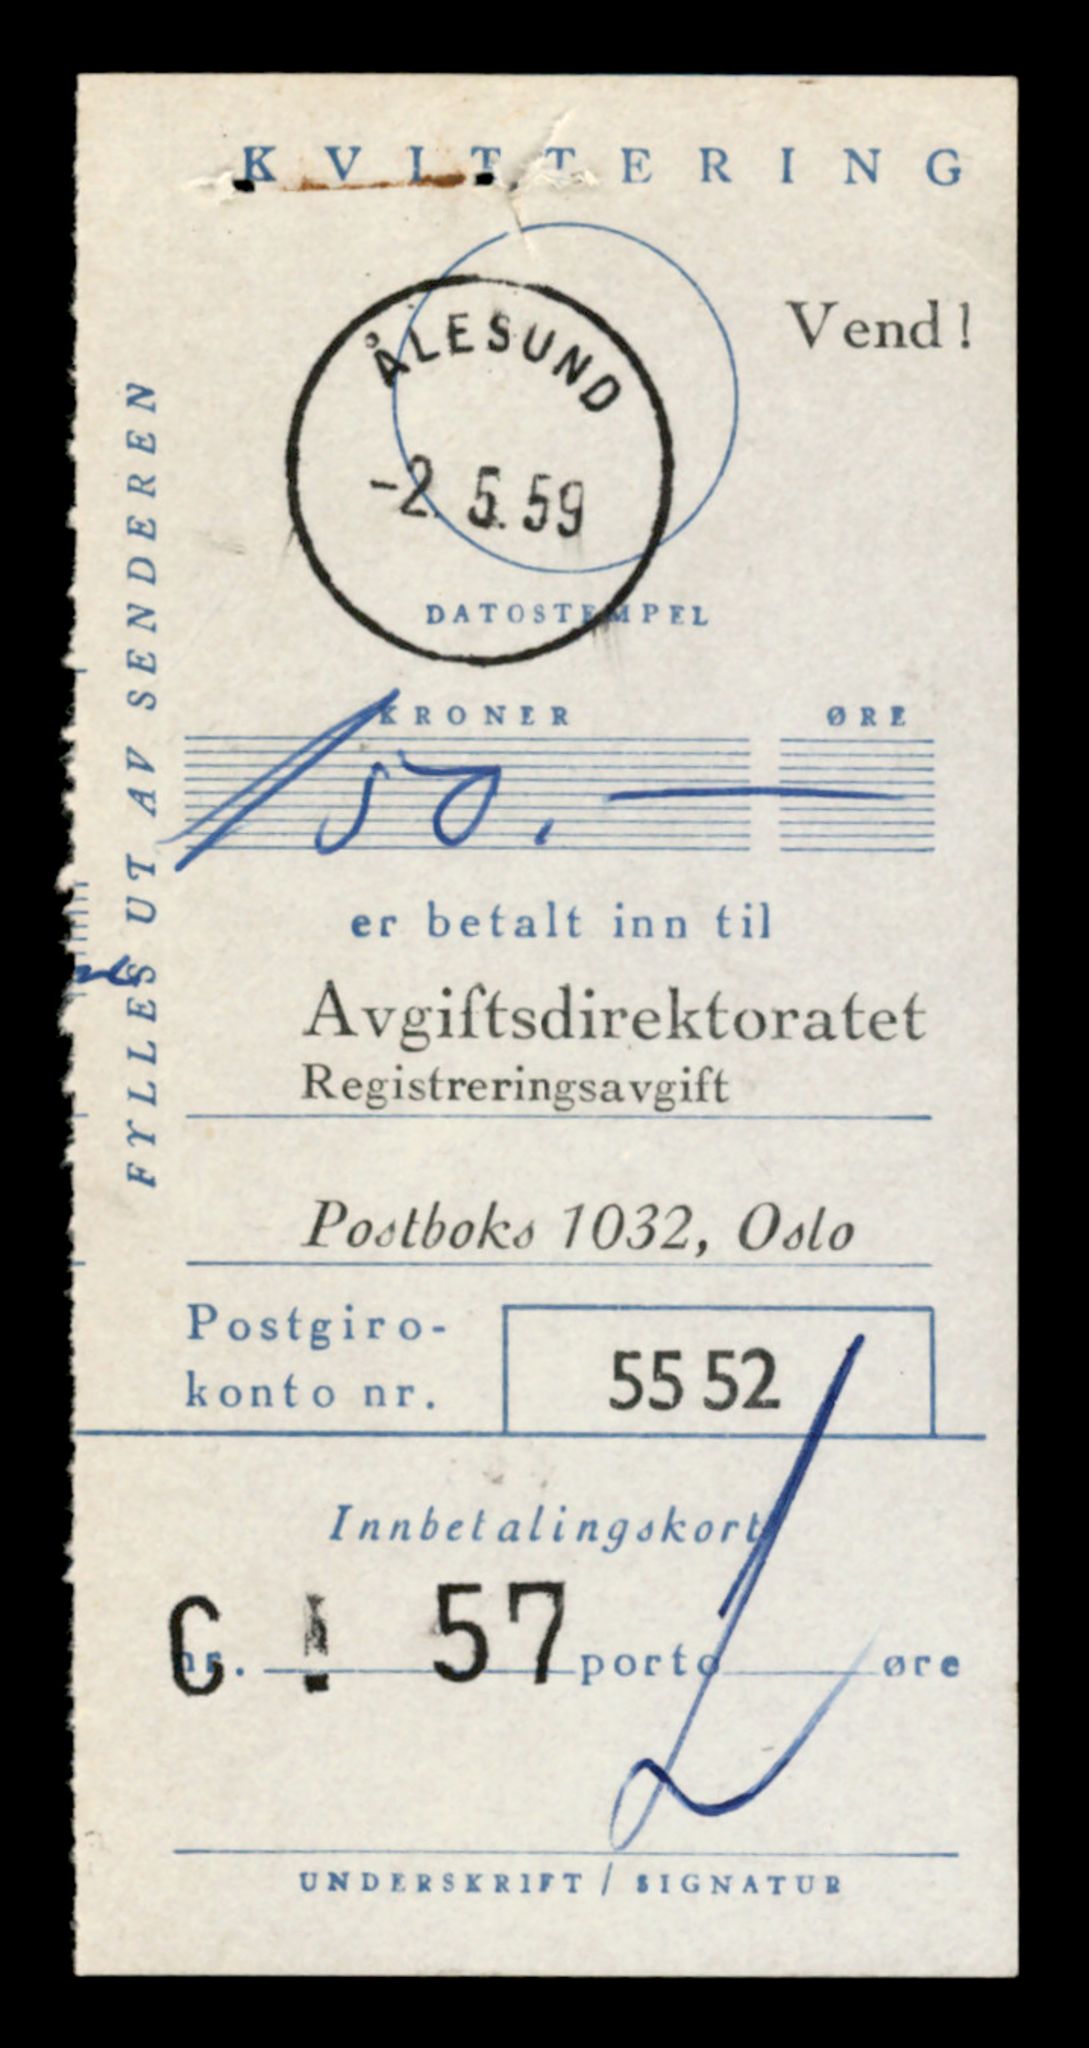 KVITTERING
Vend!
ÅLESUND
-2. 5. 59
DATOSTEMPEL
FYLLES UT AV SENDEREN
KRONER ØRE
50. —
er betalt inn til
Avgiftsdirektoratet
Registreringsavgift
Postboks 1032, Oslo
Postgiro-
konto nr.
55 52
Innbetalingskort
nr. porto øre
57
UNDERSKRIFT / SIGNATUR